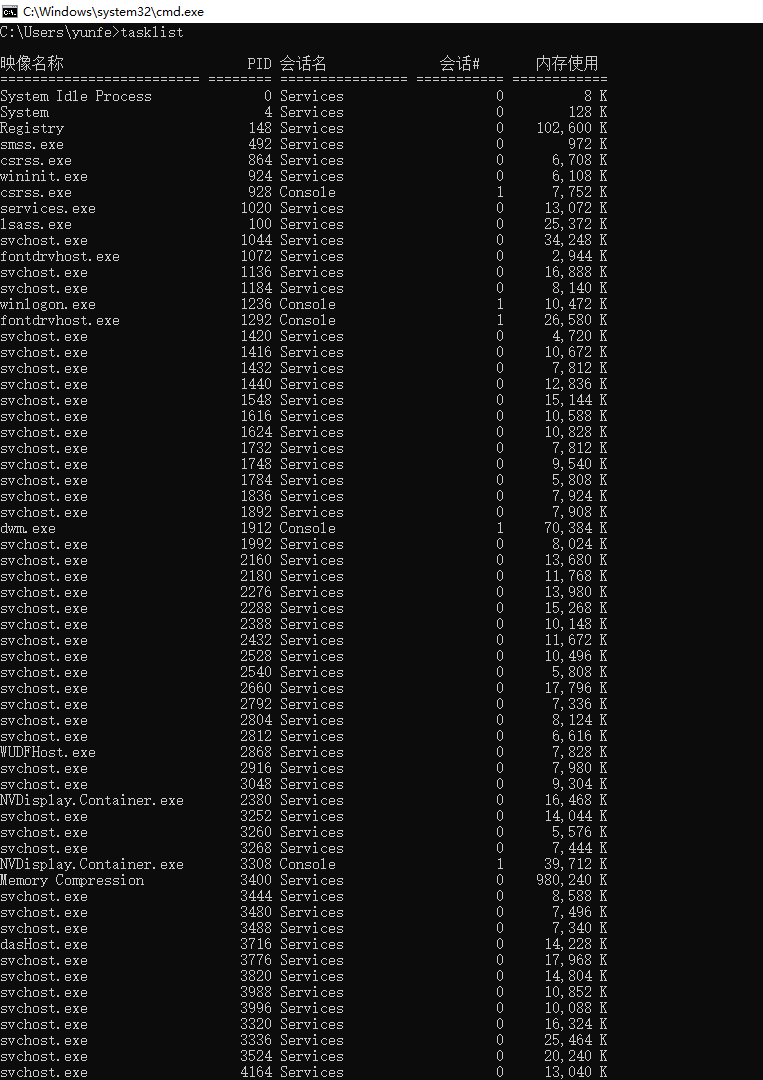 C:\Windows\system32\cmd.exe
C:\Users\yunfe>tasklist
映像名称                       PID 会话名              会话#       内存使用
========================= ======== ================ =========== ============
System Idle Process              0 Services                   0          8 K
System                           4 Services                   0        128 K
Registry                       148 Services                   0    102,600 K
smss.exe                       492 Services                   0        972 K
csrss.exe                      864 Services                   0      6,708 K
wininit.exe                    924 Services                   0      6,108 K
csrss.exe                      928 Console                    1      7,752 K
services.exe                  1020 Services                   0     13,072 K
lsass.exe                      100 Services                   0     25,372 K
svchost.exe                   1044 Services                   0     34,248 K
fontdrvhost.exe               1072 Services                   0      2,944 K
svchost.exe                   1136 Services                   0     16,888 K
svchost.exe                   1184 Services                   0      8,140 K
winlogon.exe                  1236 Console                    1     10,472 K
fontdrvhost.exe               1292 Console                    1     26,580 K
svchost.exe                   1420 Services                   0      4,720 K
svchost.exe                   1416 Services                   0     10,672 K
svchost.exe                   1432 Services                   0      7,812 K
svchost.exe                   1440 Services                   0     12,836 K
svchost.exe                   1548 Services                   0     15,144 K
svchost.exe                   1616 Services                   0     10,588 K
svchost.exe                   1624 Services                   0     10,828 K
svchost.exe                   1732 Services                   0      7,812 K
svchost.exe                   1748 Services                   0      9,540 K
svchost.exe                   1784 Services                   0      5,808 K
svchost.exe                   1836 Services                   0      7,924 K
svchost.exe                   1892 Services                   0      7,908 K
dwm.exe                       1912 Console                    1     70,384 K
svchost.exe                   1992 Services                   0      8,024 K
svchost.exe                   2160 Services                   0     13,680 K
svchost.exe                   2180 Services                   0     11,768 K
svchost.exe                   2276 Services                   0     13,980 K
svchost.exe                   2288 Services                   0     15,268 K
svchost.exe                   2388 Services                   0     10,148 K
svchost.exe                   2432 Services                   0     11,672 K
svchost.exe                   2528 Services                   0     10,496 K
svchost.exe                   2540 Services                   0      5,808 K
svchost.exe                   2660 Services                   0     17,796 K
svchost.exe                   2792 Services                   0      7,336 K
svchost.exe                   2804 Services                   0      8,124 K
svchost.exe                   2812 Services                   0      6,616 K
WUDFHost.exe                  2868 Services                   0      7,828 K
svchost.exe                   2916 Services                   0      7,980 K
svchost.exe                   3048 Services                   0      9,304 K
NVDisplay.Container.exe       2380 Services                   0     16,468 K
svchost.exe                   3252 Services                   0     14,044 K
svchost.exe                   3260 Services                   0      5,576 K
svchost.exe                   3268 Services                   0      7,444 K
NVDisplay.Container.exe       3308 Console                    1     39,712 K
Memory Compression            3400 Services                   0    980,240 K
svchost.exe                   3444 Services                   0      8,588 K
svchost.exe                   3480 Services                   0      7,496 K
svchost.exe                   3488 Services                   0      7,340 K
dasHost.exe                   3716 Services                   0     14,228 K
svchost.exe                   3776 Services                   0     17,968 K
svchost.exe                   3820 Services                   0     14,804 K
svchost.exe                   3988 Services                   0     10,852 K
svchost.exe                   3996 Services                   0     10,088 K
svchost.exe                   3320 Services                   0     16,324 K
svchost.exe                   3336 Services                   0     25,464 K
svchost.exe                   3524 Services                   0     20,240 K
svchost.exe                   4164 Services                   0     13,040 K